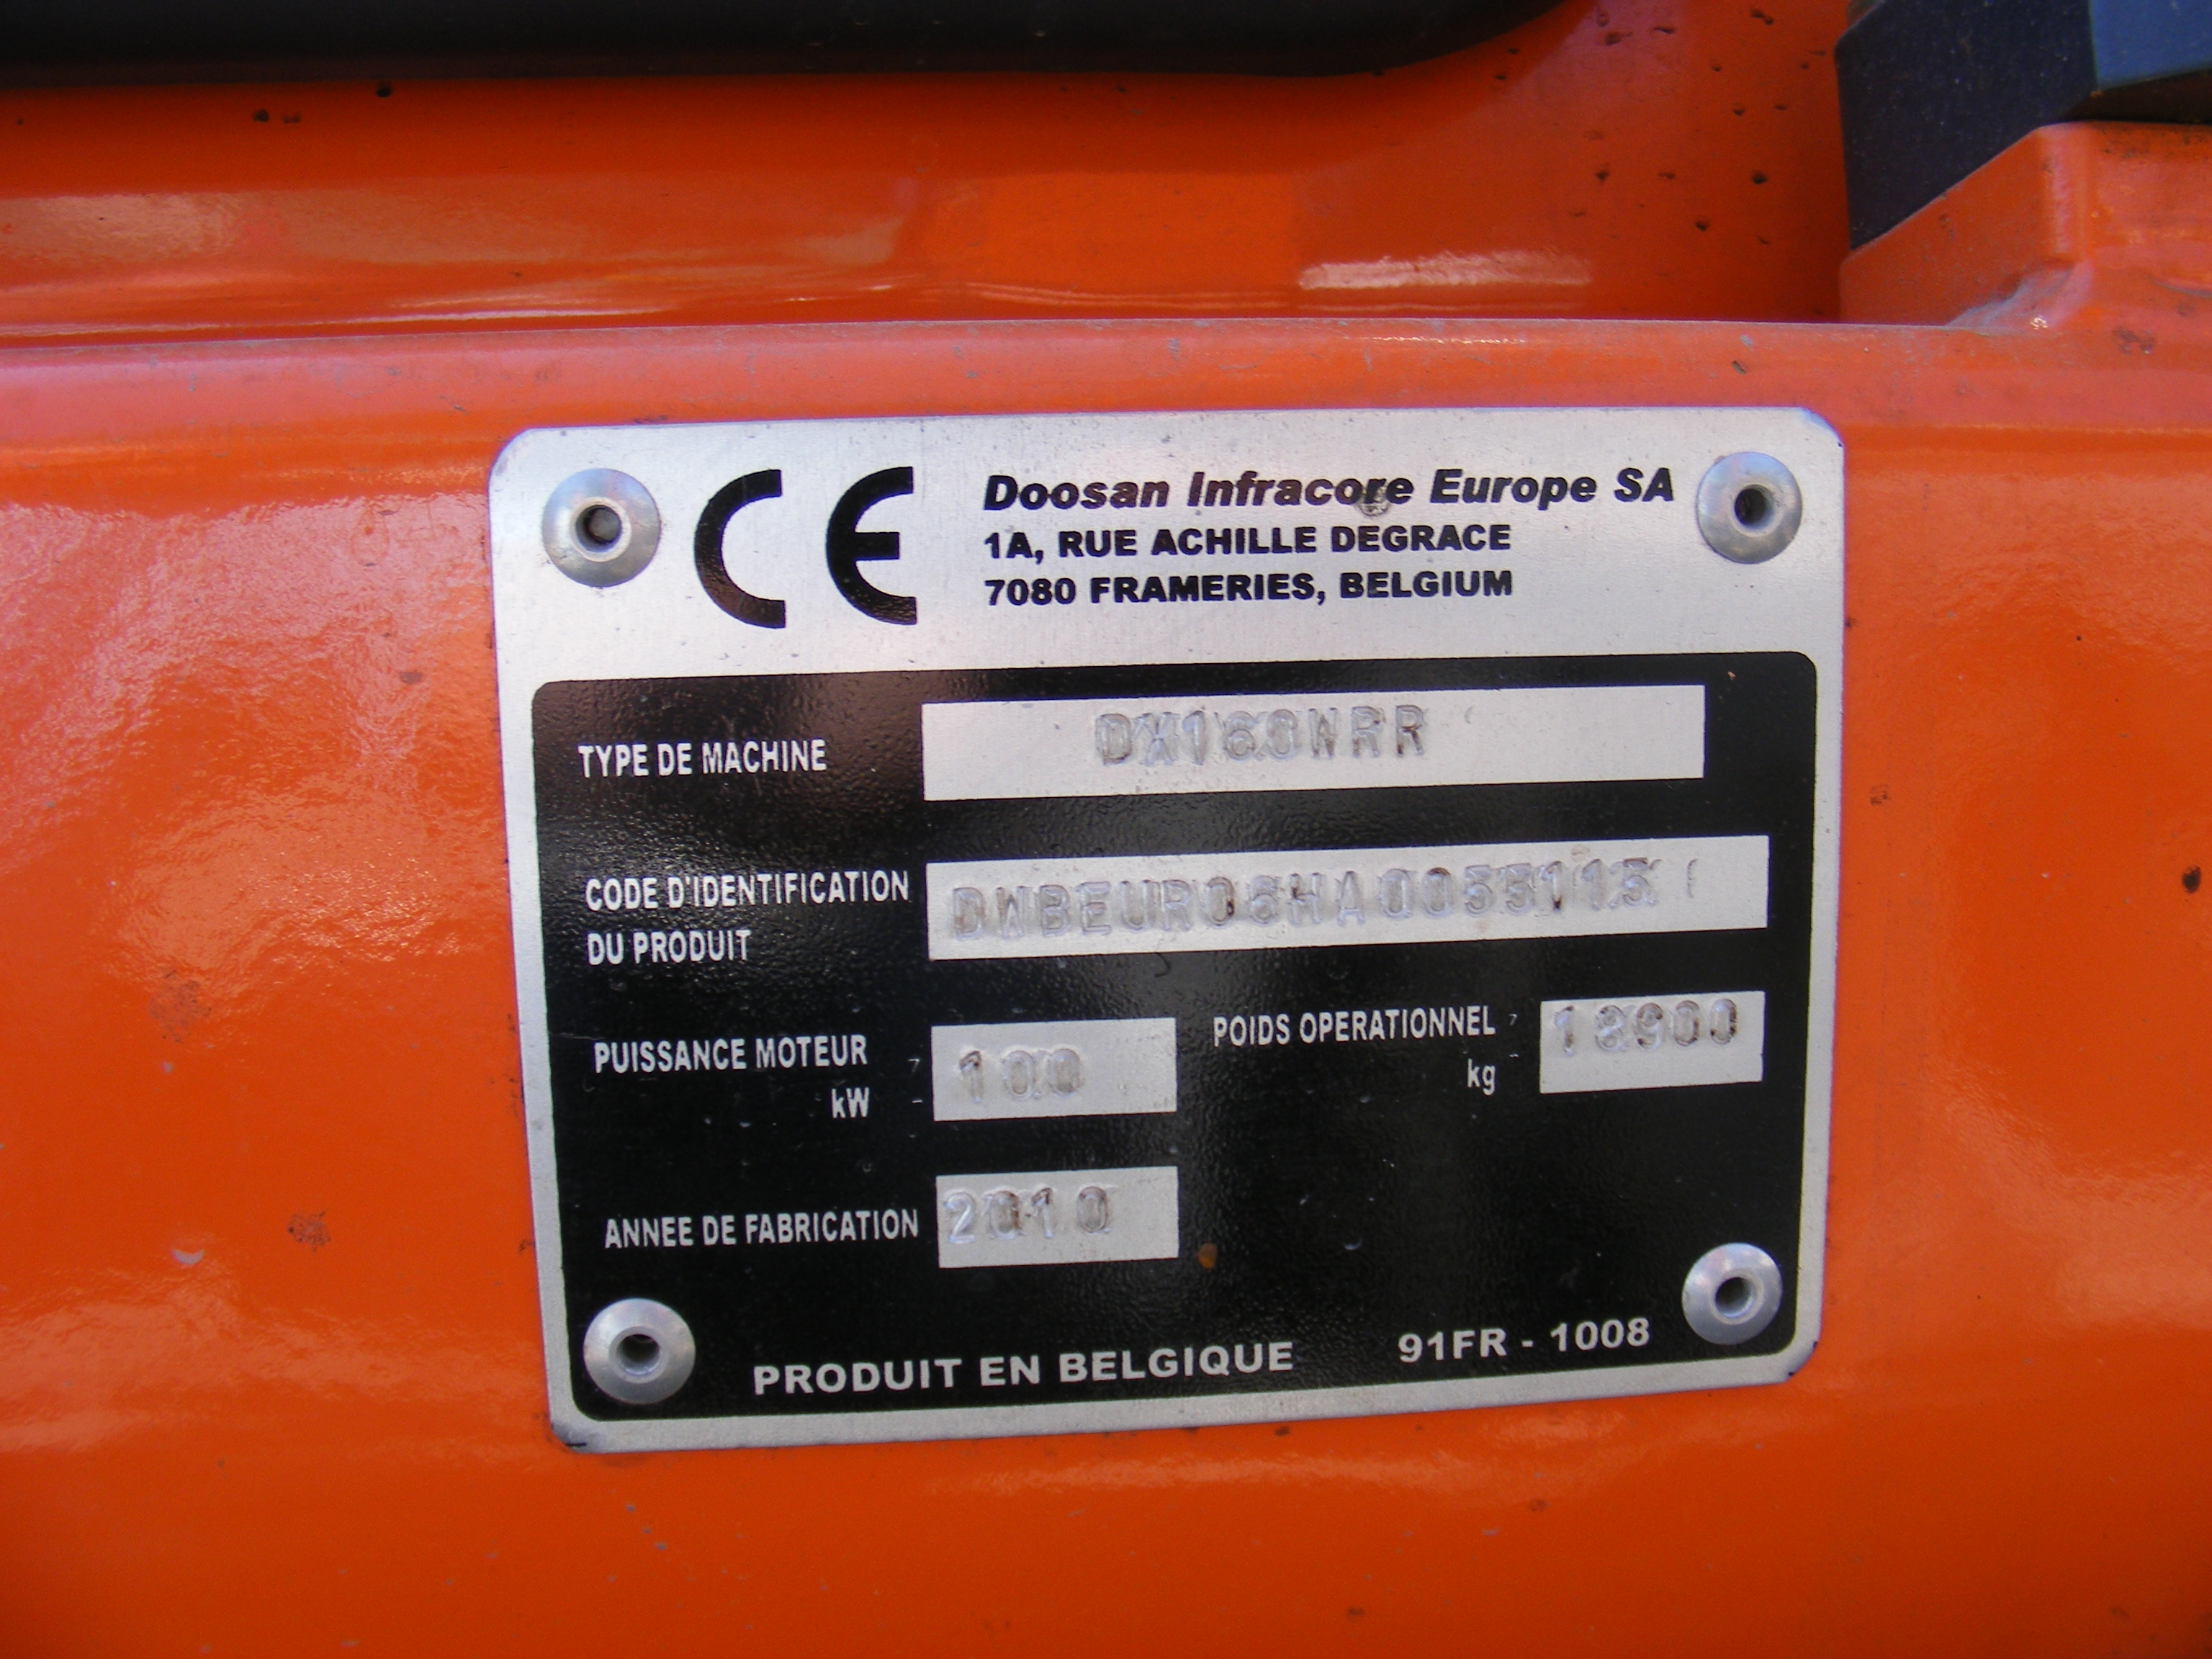 CE
Doosan Infracore Europe SA
1A, RUE ACHILLE DEGRACE
7080 FRAMERIES, BELGIUM
TYPE DE MACHINE
CODE D'IDENTIFICATION
DU PRODUIT
PUISSANCE MOTEUR 100
kW
POIDS OPERATIONNEL 18900
kg
ANNEE DE FABRICATION 2010
PRODUIT EN BELGIQUE 91FR - 1008